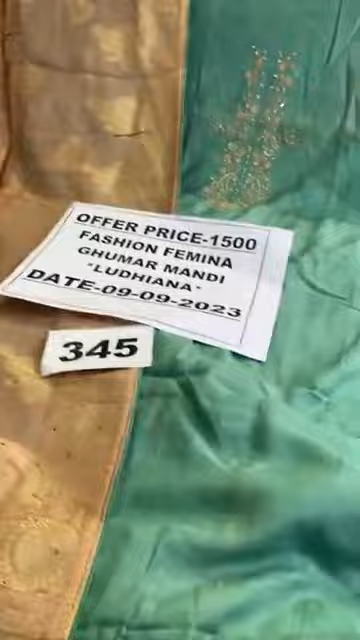 OFFER PRICE-1500
FASHION FEMINA
GHUMAR MANDI
"LUDHIANA"
DATE-09-09-2023
345